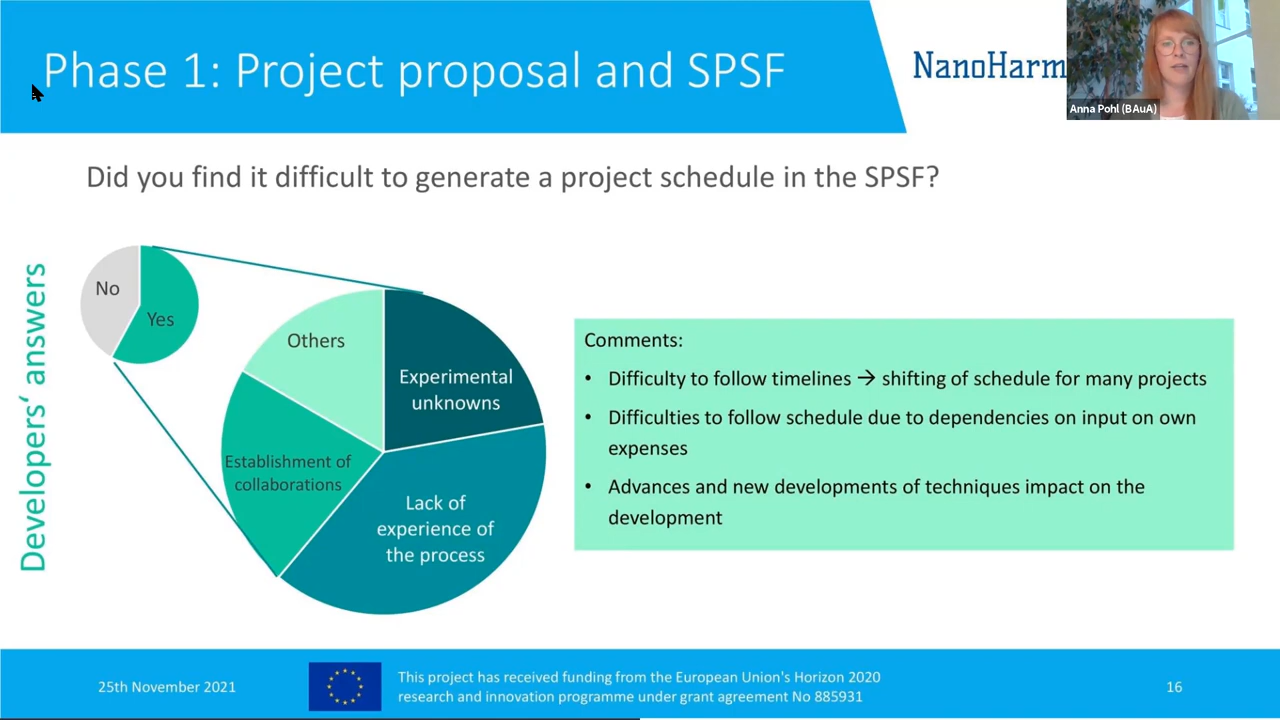 Phase 1: Project proposal and SPSF
NanoHarm
Anna Pohl (BAuA)
Did you find it difficult to generate a project schedule in the SPSF?
Developers‘ answers
No
Yes
Others
Experimental
unknowns
Establishment of
collaborations
Lack of
experience of
the process
Comments:
• Difficulty to follow timelines → shifting of schedule for many projects
• Difficulties to follow schedule due to dependencies on input on own
expenses
• Advances and new developments of techniques impact on the
development
25th November 2021
This project has received funding from the European Union's Horizon 2020
research and innovation programme under grant agreement No 885931
16